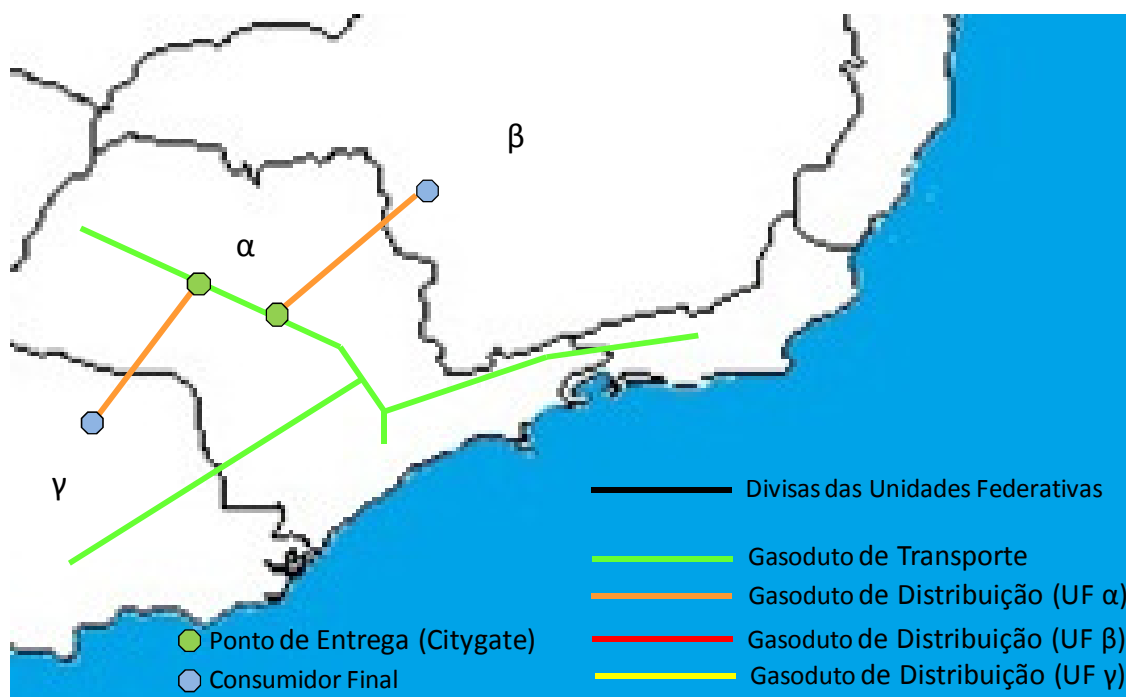 β
α
γ
Divisas das Unidades Federativas
Gasoduto de Transporte
Gasoduto de Distribuição (UF α)
Ponto de Entrega (Citygate)
Gasoduto de Distribuição (UF β)
Consumidor Final
Gasoduto de Distribuição (UF γ)